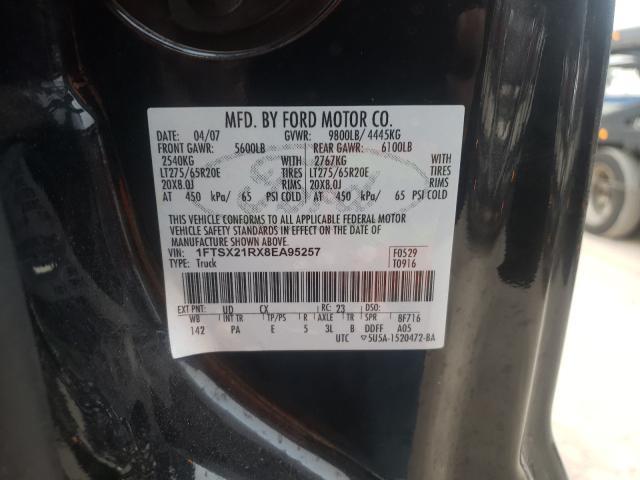 MFD. BY FORD MOTOR CO.
DATE: 04/07 GVWR: 9800LB/ 4445KG
FRONT GAWR: 5600LB REAR GAWR: 6100LB
2540KG WITH 2767KG WITH
LT275/65R20E TIRES LT275/65R20E TIRES
20X8.0J RIMS 20X8.0J RIMS
AT 450 kPa/ 65 PSI COLD AT 450 kPa/ 65 PSI COLD
THIS VEHICLE CONFORMS TO ALL APPLICABLE FEDERAL MOTOR
VEHICLE SAFETY STANDARDS IN EFFECT ON THE DATE OF
MANUFACTURE SHOWN ABOVE.
VIN: 1FTSX21RX8EA95257 F0529
TYPE: Truck T0916
EXT PNT: UD CX RC: 23 DSO:
WB INT TR TP/PS R AXLE TR SPR 8F716
142 PA E 5 3L B DDFF A05
UTC 5U5A-1520472-BA